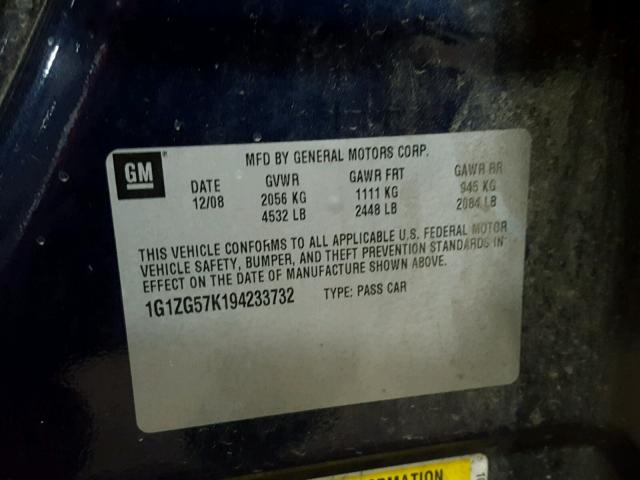 GM
MFD BY GENERAL MOTORS CORP.
DATE GVWR GAWR FRT GAWR RR
12/08 2056 KG 1111 KG 945 KG
4532 LB 2448 LB 2084 LB
THIS VEHICLE CONFORMS TO ALL APPLICABLE U.S. FEDERAL MOTOR
VEHICLE SAFETY, BUMPER, AND THEFT PREVENTION STANDARDS IN
EFFECT ON THE DATE OF MANUFACTURE SHOWN ABOVE.
1G1ZG57K194233732 TYPE: PASS CAR